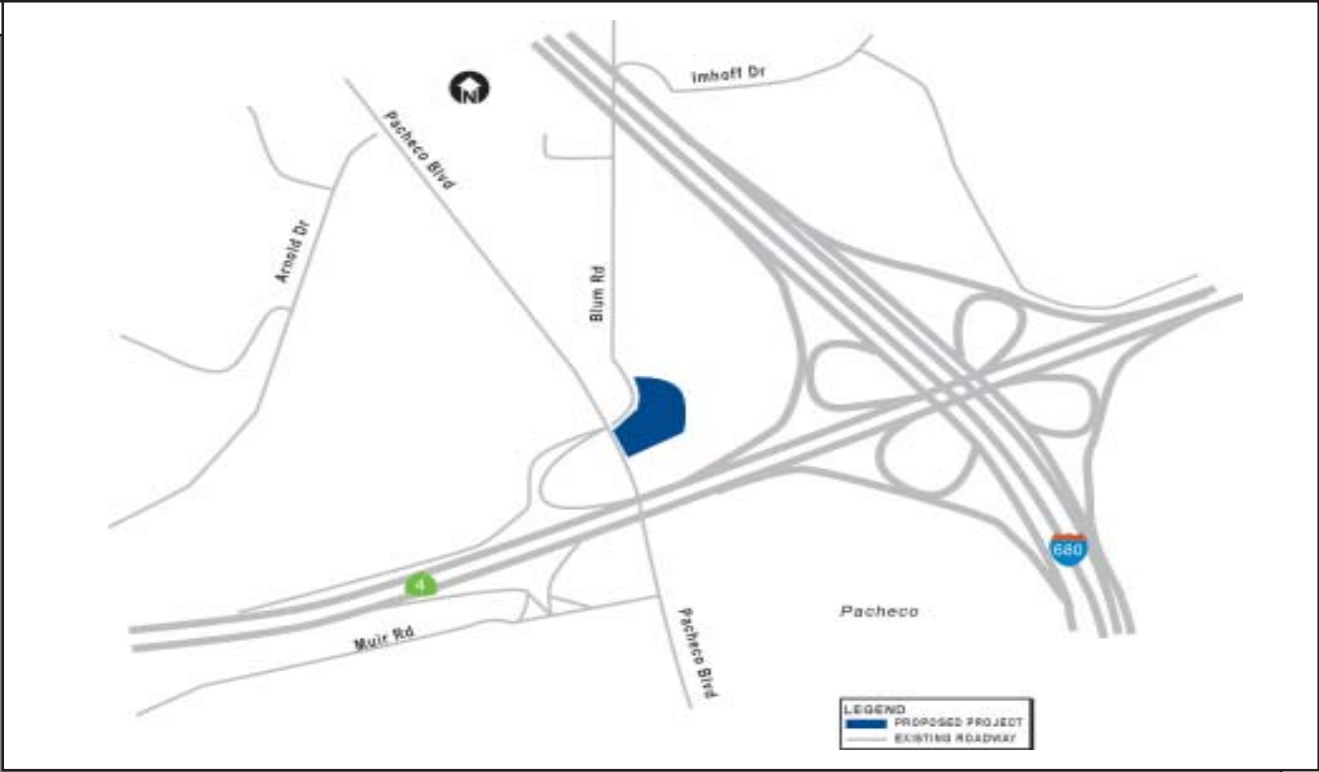 Imhoff Dr
N
Pacheco Blvd
Arnold Dr
Blum Rd
680
4
Pacheco
Muir Rd
Pacheco Blvd
LEGEND
PROPOSED PROJECT
EXISTING ROADWAY